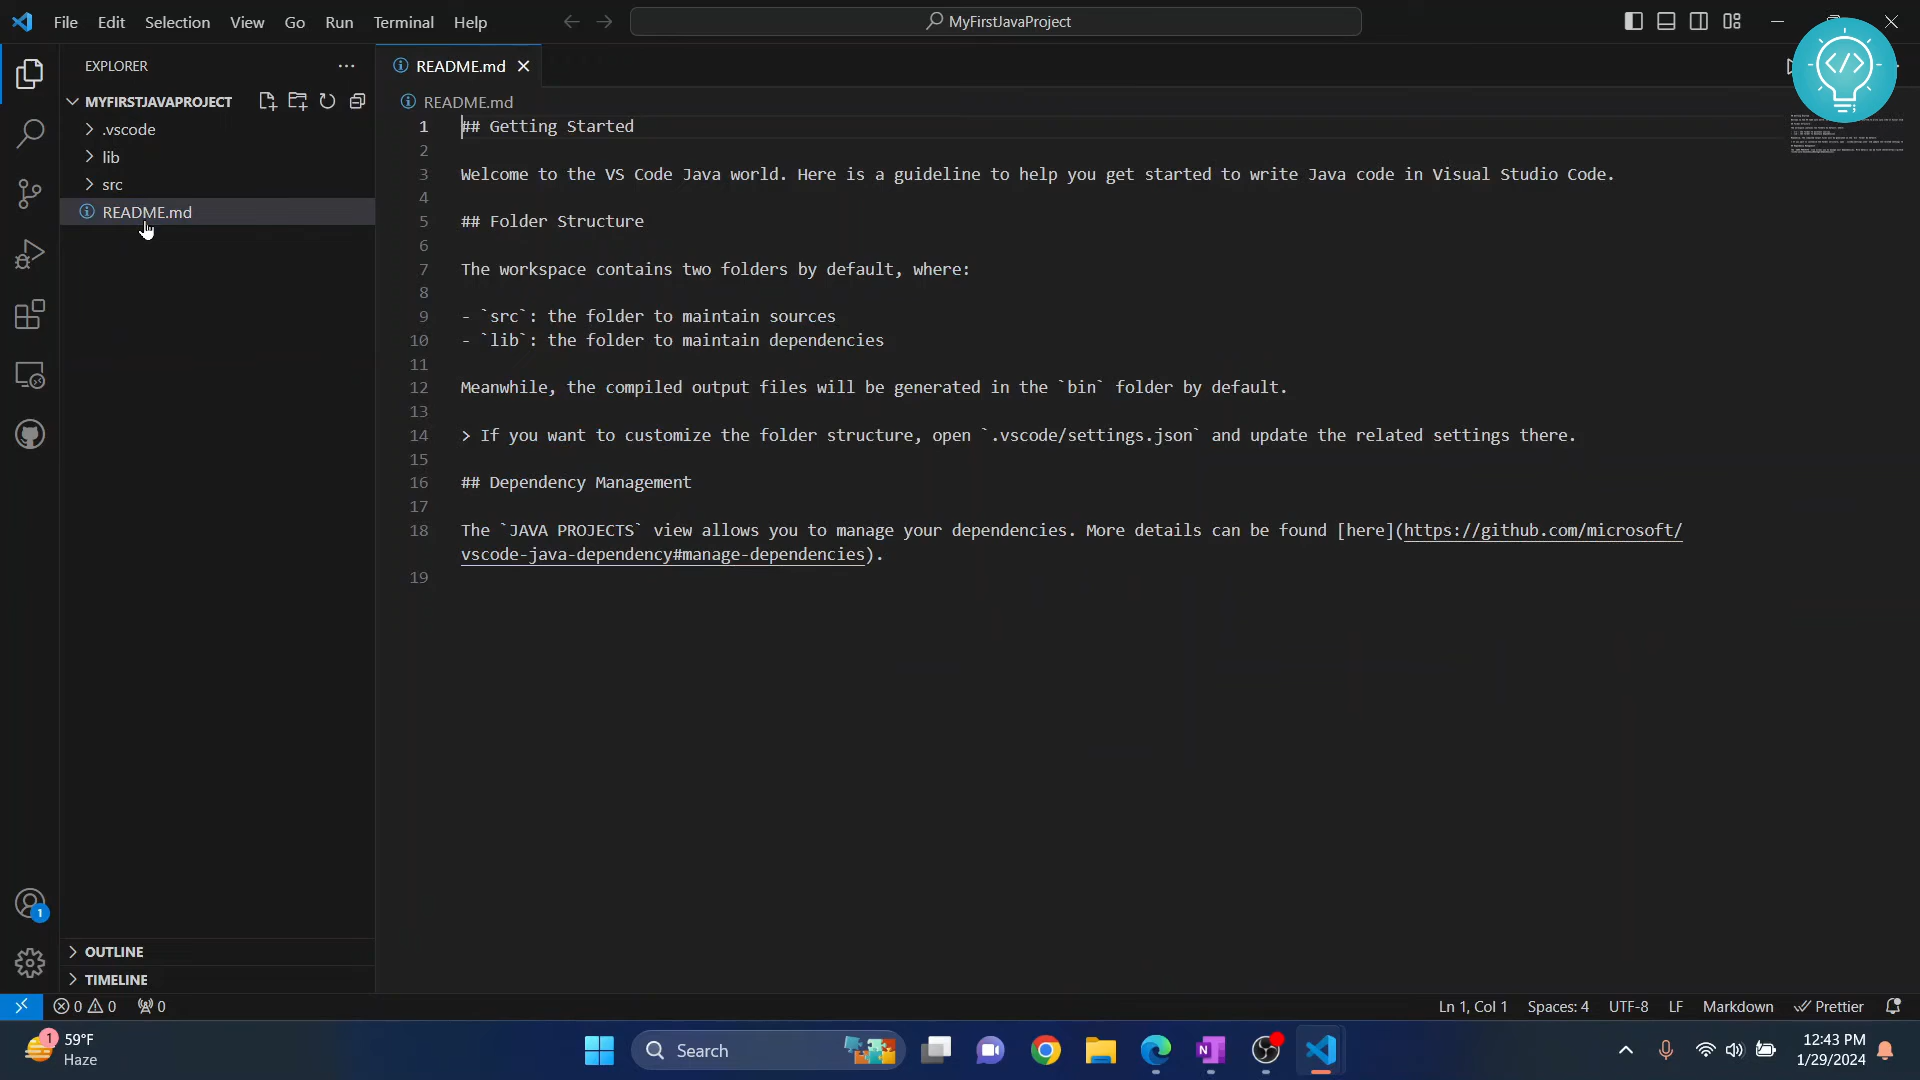 File Edit Selection View Go Run Terminal Help
MyFirstJavaProject
EXPLORER
README.md
MYFIRSTJAVAPROJECT
README.md
.vscode
lib
src
README.md
1 ## Getting Started
2
3 Welcome to the VS Code Java world. Here is a guideline to help you get started to write Java code in Visual Studio Code.
4
5 ## Folder Structure
6
7 The workspace contains two folders by default, where:
8
9 - `src`: the folder to maintain sources
10 - `lib`: the folder to maintain dependencies
11
12 Meanwhile, the compiled output files will be generated in the `bin` folder by default.
13
14 > If you want to customize the folder structure, open `.vscode/settings.json` and update the related settings there.
15
16 ## Dependency Management
17
18 The `JAVA PROJECTS` view allows you to manage your dependencies. More details can be found [here](https://github.com/microsoft/
vscode-java-dependency#manage-dependencies).
19
1
OUTLINE
TIMELINE
0 0 0
Ln 1, Col 1 Spaces: 4 UTF-8 LF Markdown Prettier
1
59°F
Haze
Search
12:43 PM
1/29/2024